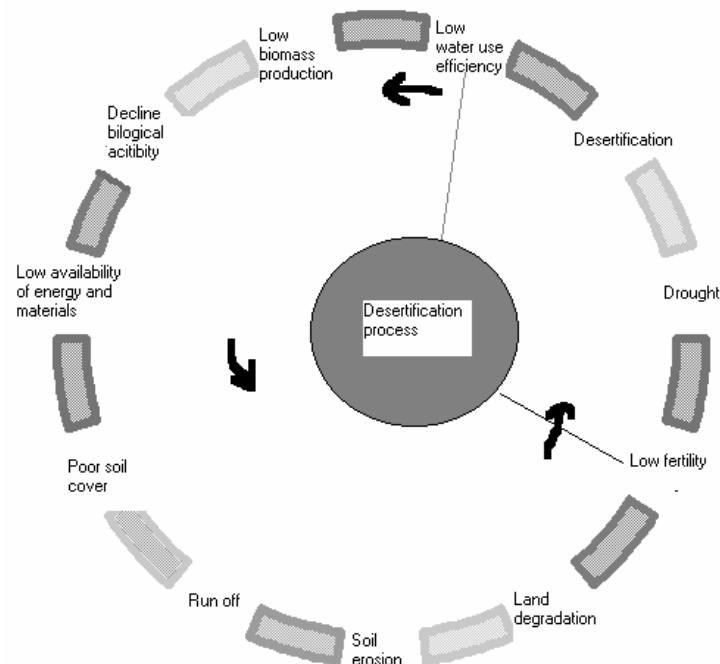 Low
water use
efficiency
Low
biomass
production
Decline
bilogical
'acitibity
Desertification
Low availability
of energy and
materials
Drought
Desertification
process
Poor soil
cover
Low fertility
Run off
Land
degradation
Soil
erosion